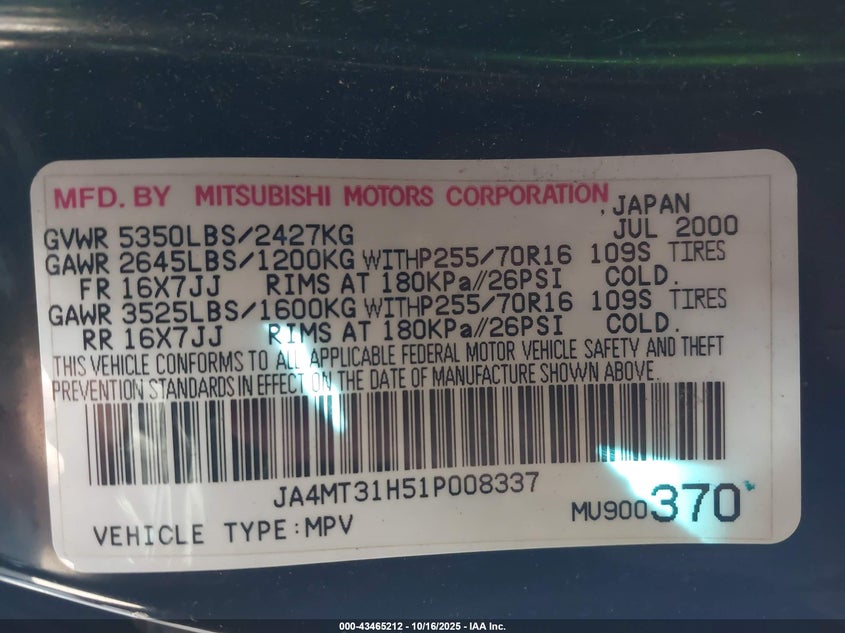 MFD. BY MITSUBISHI MOTORS CORPORATION , JAPAN
GVWR 5350LBS/2427KG JUL 2000
GAWR 2645LBS/1200KG WITHP255/70R16 109S TIRES
FR 16X7JJ RIMS AT 180KPa//26PSI COLD.
GAWR 3525LBS/1600KG WITHP255/70R16 109S TIRES
RR 16X7JJ RIMS AT 180KPa//26PSI COLD.
THIS VEHICLE CONFORMS TO ALL APPLICABLE FEDERAL MOTOR VEHICLE SAFETY AND THEFT
PREVENTION STANDARDS IN EFFECT ON THE DATE OF MANUFACTURE SHOWN ABOVE.
JA4MT31H51P008337
VEHICLE TYPE:MPV MU900370
000-43465212 - 10/16/2025 - IAA Inc.